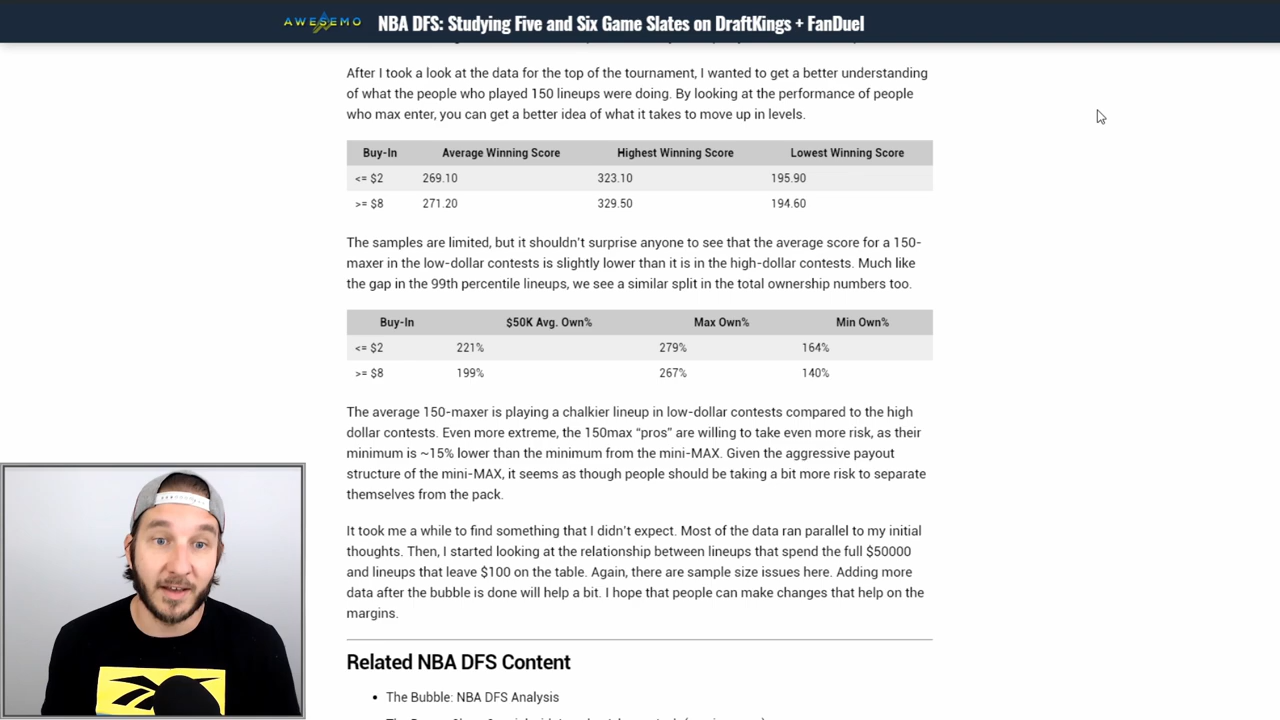 AWESEMO
NBA DFS: Studying Five and Six Game Slates on DraftKings + FanDuel
After I took a look at the data for the top of the tournament, I wanted to get a better understanding
of what the people who played 150 lineups were doing. By looking at the performance of people
who max enter, you can get a better idea of what it takes to move up in levels.
Buy-In Average Winning Score Highest Winning Score Lowest Winning Score
<= $2 269.10 323.10 195.90
>= $8 271.20 329.50 194.60
The samples are limited, but it shouldn't surprise anyone to see that the average score for a 150-
maxer in the low-dollar contests is slightly lower than it is in the high-dollar contests. Much like
the gap in the 99th percentile lineups, we see a similar split in the total ownership numbers too.
Buy-In $50K Avg. Own% Max Own% Min Own%
<= $2 221% 279% 164%
>= $8 199% 267% 140%
The average 150-maxer is playing a chalkier lineup in low-dollar contests compared to the high
dollar contests. Even more extreme, the 150max “pros” are willing to take even more risk, as their
minimum is ~15% lower than the minimum from the mini-MAX. Given the aggressive payout
structure of the mini-MAX, it seems as though people should be taking a bit more risk to separate
themselves from the pack.
It took me a while to find something that I didn't expect. Most of the data ran parallel to my initial
thoughts. Then, I started looking at the relationship between lineups that spend the full $50000
and lineups that leave $100 on the table. Again, there are sample size issues here. Adding more
data after the bubble is done will help a bit. I hope that people can make changes that help on the
margins.
Related NBA DFS Content
• The Bubble: NBA DFS Analysis